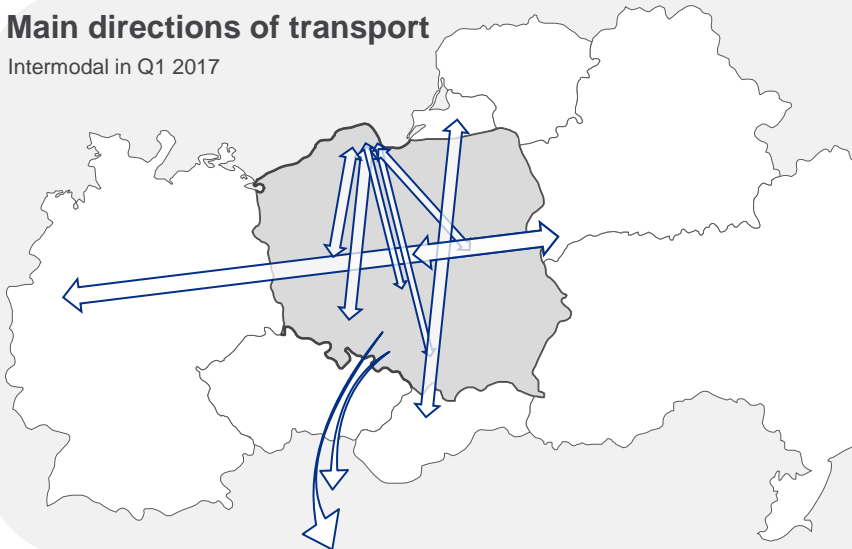 Main directions of transport
Intermodal in Q1 2017